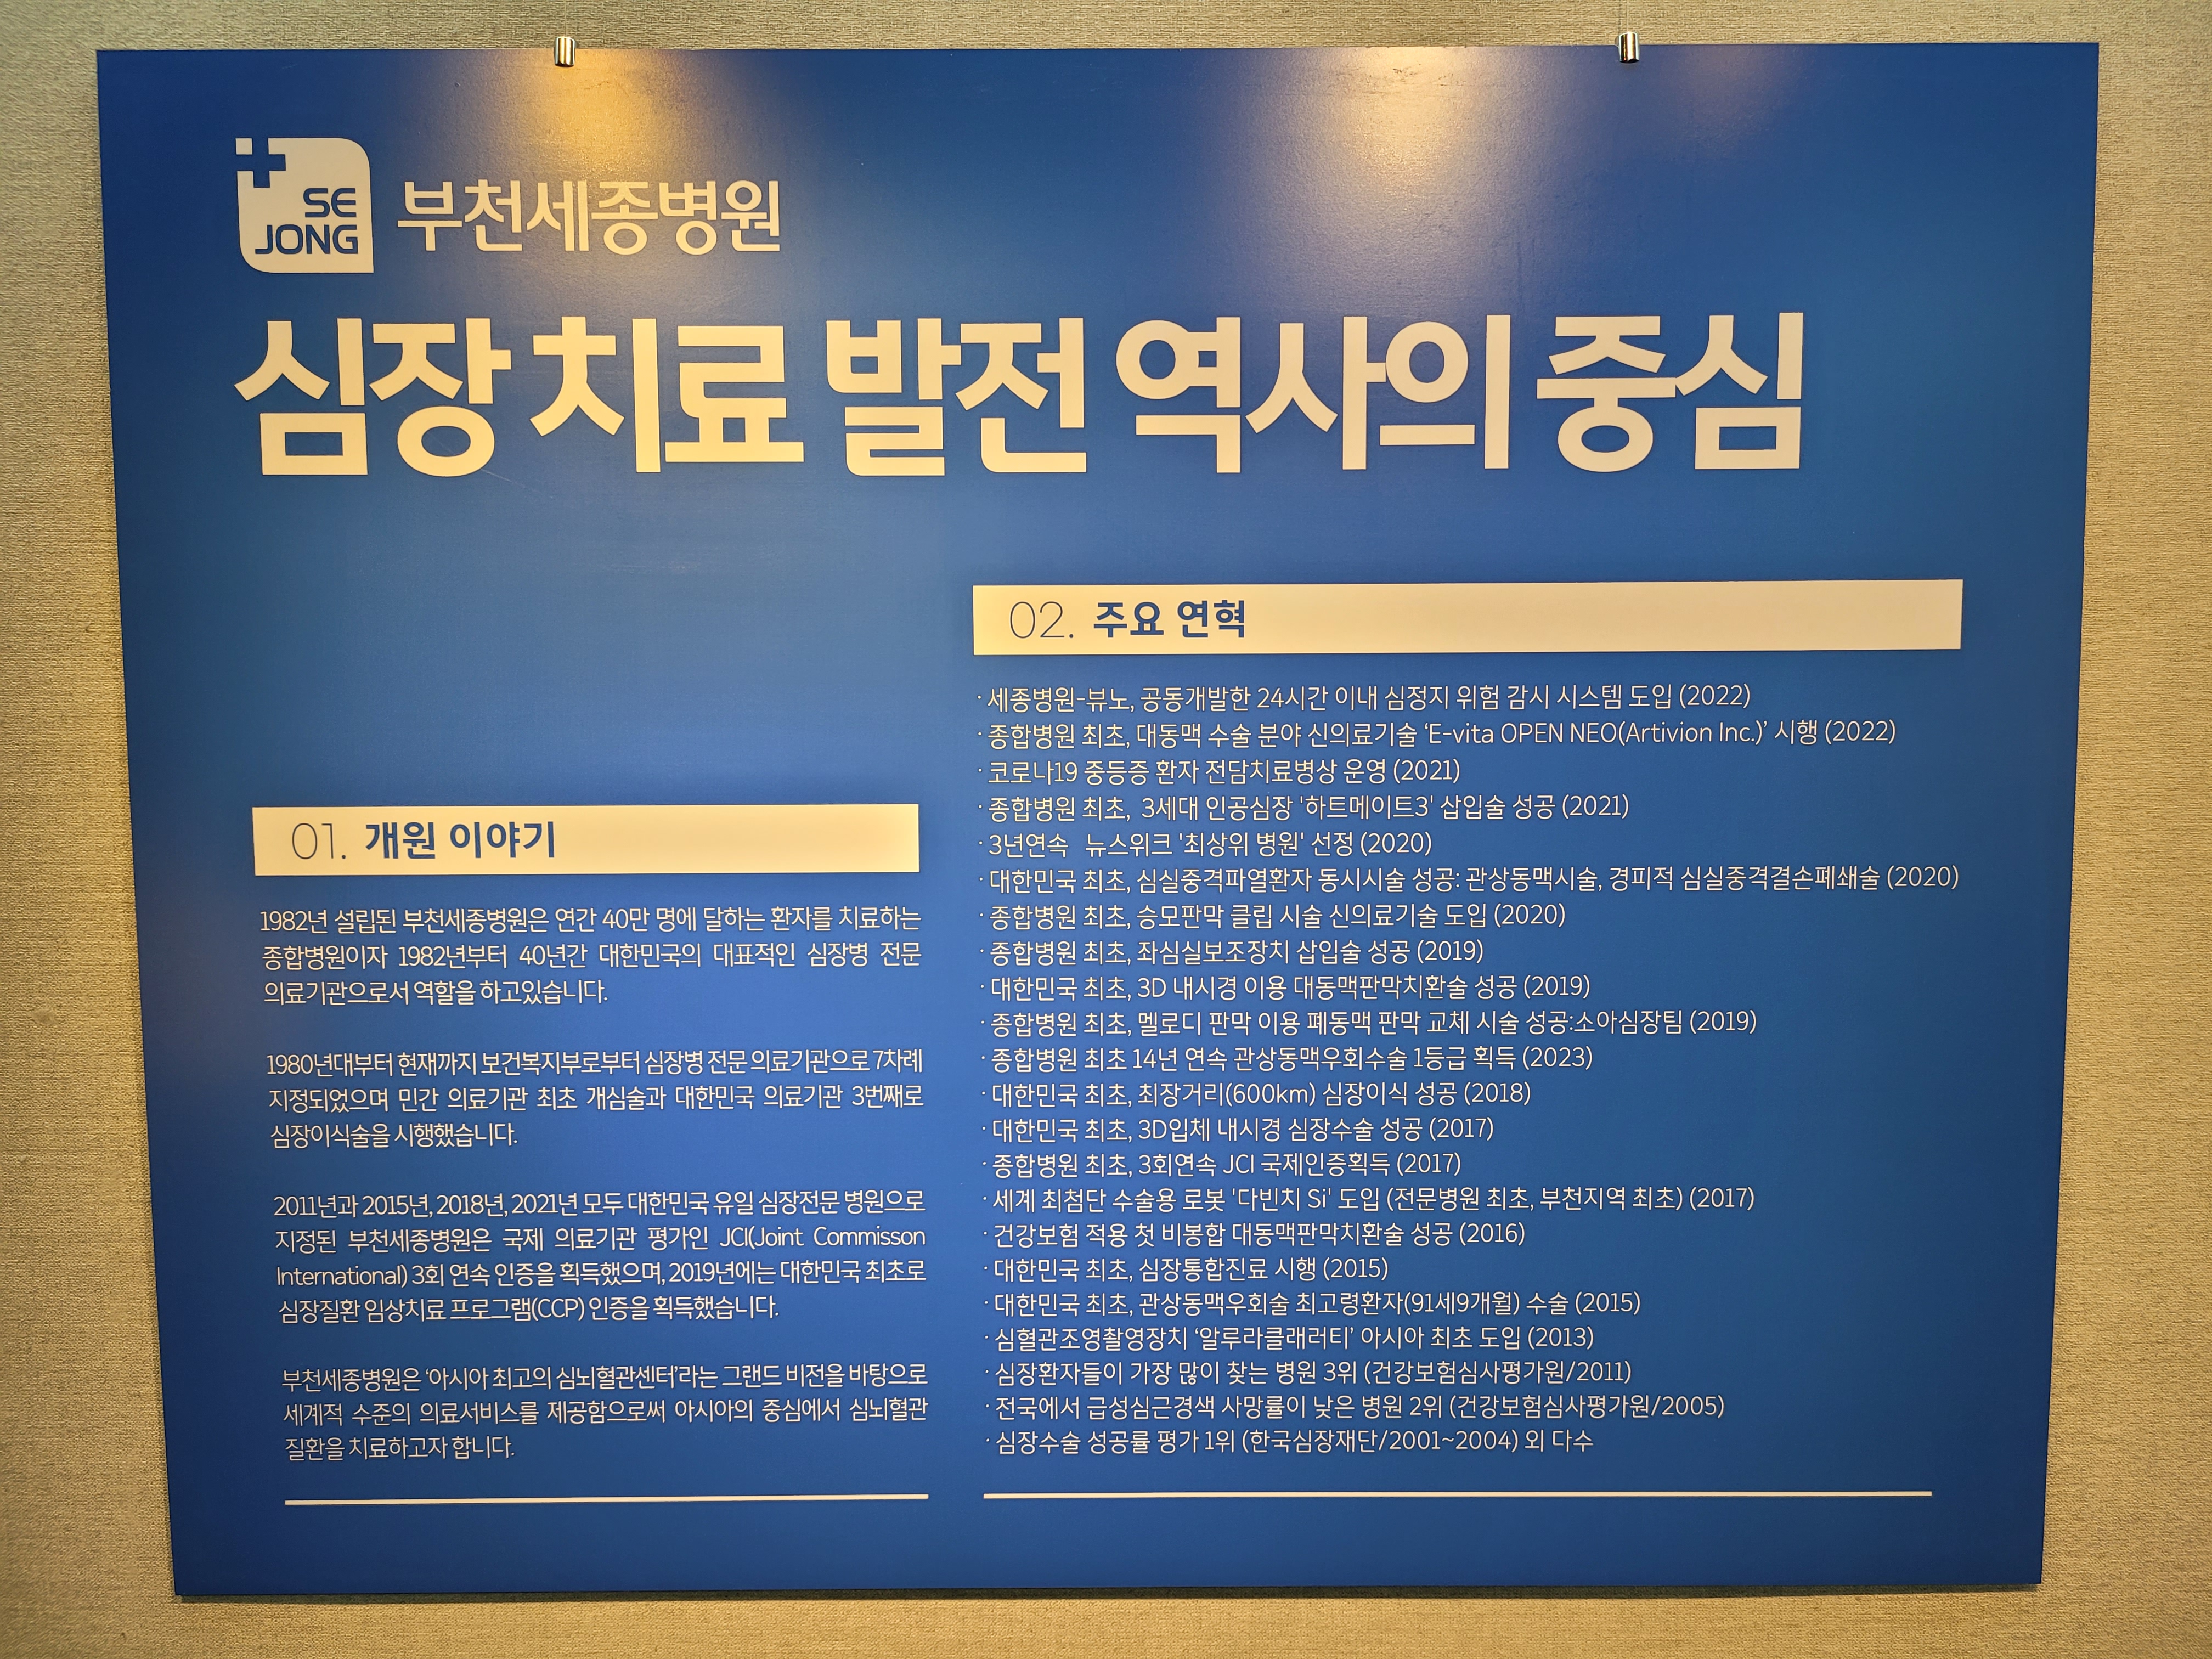 SE
JONG
부천세종병원
심장 치료 발전 역사의 중심
01. 개원 이야기
1982년 설립된 부천세종병원은 연간 40만 명에 달하는 환자를 치료하는
종합병원이자 1982년부터 40년간 대한민국의 대표적인 심장병 전문
의료기관으로서 역할을 하고있습니다.
1980년대부터 현재까지 보건복지부로부터 심장병 전문 의료기관으로 7차례
지정되었으며 민간 의료기관 최초 개심술과 대한민국 의료기관 3번째로
심장이식술을 시행했습니다.
2011년과 2015년, 2018년, 2021년 모두 대한민국 유일 심장전문 병원으로
지정된 부천세종병원은 국제 의료기관 평가인 JCI(Joint Commisson
International) 3회 연속 인증을 획득했으며, 2019년에는 대한민국 최초로
심장질환 임상치료 프로그램(CCP) 인증을 획득했습니다.
부천세종병원은 ‘아시아 최고의 심뇌혈관센터’라는 그랜드 비전을 바탕으로
세계적 수준의 의료서비스를 제공함으로써 아시아의 중심에서 심뇌혈관
질환을 치료하고자 합니다.
02. 주요 연혁
· 세종병원-뷰노, 공동개발한 24시간 이내 심정지 위험 감시 시스템 도입 (2022)
· 종합병원 최초, 대동맥 수술 분야 신의료기술 ‘E-vita OPEN NEO(Artivion Inc.)’ 시행 (2022)
· 코로나19 중등증 환자 전담치료병상 운영 (2021)
· 종합병원 최초, 3세대 인공심장 '하트메이트3' 삽입술 성공 (2021)
· 3년연속 뉴스위크 '최상위 병원' 선정 (2020)
· 대한민국 최초, 심실중격파열환자 동시시술 성공: 관상동맥시술, 경피적 심실중격결손폐쇄술 (2020)
· 종합병원 최초, 승모판막 클립 시술 신의료기술 도입 (2020)
· 종합병원 최초, 좌심실보조장치 삽입술 성공 (2019)
· 대한민국 최초, 3D 내시경 이용 대동맥판막치환술 성공 (2019)
· 종합병원 최초, 멜로디 판막 이용 폐동맥 판막 교체 시술 성공:소아심장팀 (2019)
· 종합병원 최초 14년 연속 관상동맥우회수술 1등급 획득 (2023)
· 대한민국 최초, 최장거리(600km) 심장이식 성공 (2018)
· 대한민국 최초, 3D입체 내시경 심장수술 성공 (2017)
· 종합병원 최초, 3회연속 JCI 국제인증획득 (2017)
· 세계 최첨단 수술용 로봇 '다빈치 Si' 도입 (전문병원 최초, 부천지역 최초) (2017)
· 건강보험 적용 첫 비봉합 대동맥판막치환술 성공 (2016)
· 대한민국 최초, 심장통합진료 시행 (2015)
· 대한민국 최초, 관상동맥우회술 최고령환자(91세9개월) 수술 (2015)
· 심혈관조영촬영장치 ‘알루라클래러티’ 아시아 최초 도입 (2013)
· 심장환자들이 가장 많이 찾는 병원 3위 (건강보험심사평가원/2011)
· 전국에서 급성심근경색 사망률이 낮은 병원 2위 (건강보험심사평가원/2005)
· 심장수술 성공률 평가 1위 (한국심장재단/2001~2004) 외 다수